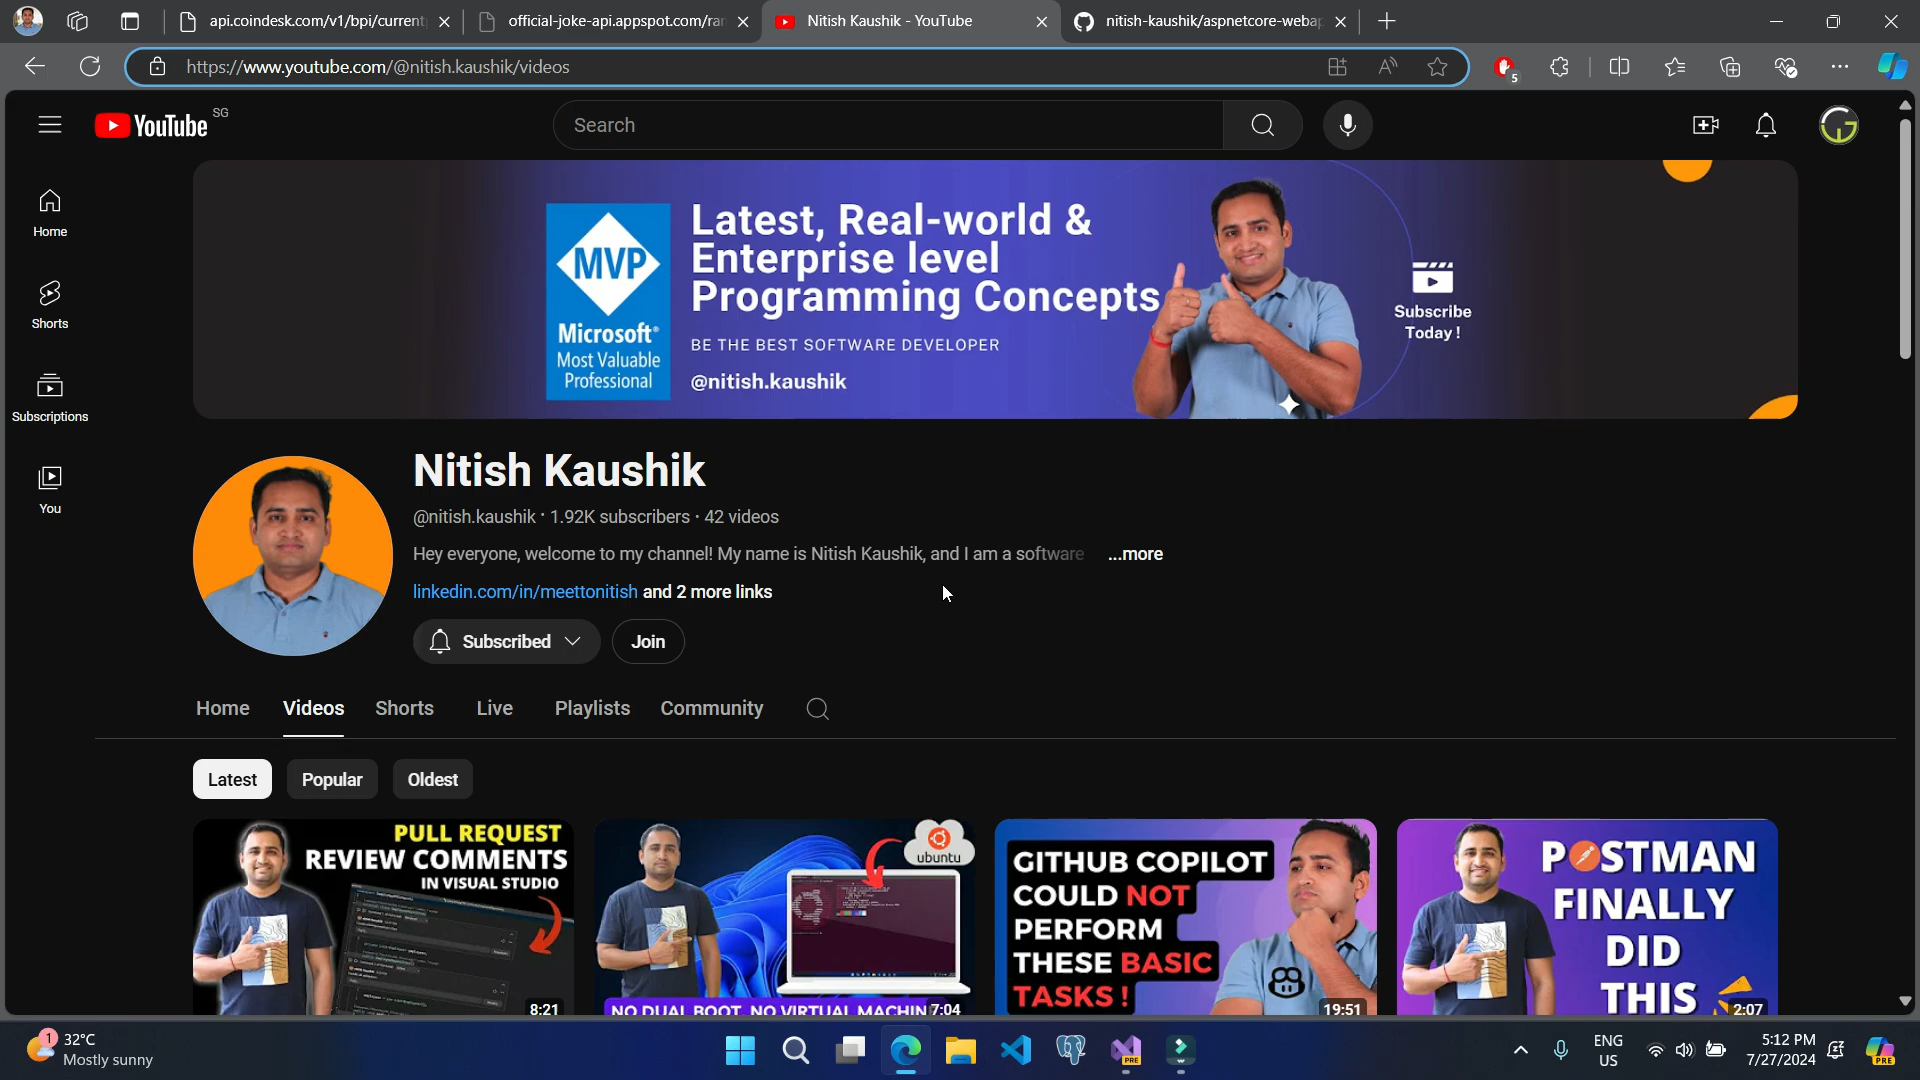 api.coindesk.com/v1/bpi/current
official-joke-api.appspot.com/ran
Nitish Kaushik - YouTube
nitish-kaushik/aspnetcore-webap
https://www.youtube.com/@nitish.kaushik/videos
5
YouTube SG
Search
Home
Shorts
Subscriptions
You
MVP
Microsoft®
Most Valuable
Professional
Latest, Real-world &
Enterprise level
Programming Concepts
BE THE BEST SOFTWARE DEVELOPER
@nitish.kaushik
Subscribe
Today !
Nitish Kaushik
@nitish.kaushik · 1.92K subscribers · 42 videos
Hey everyone, welcome to my channel! My name is Nitish Kaushik, and I am a software ...more
linkedin.com/in/meettonitish and 2 more links
Subscribed
Join
Home Videos Shorts Live Playlists Community
Latest Popular Oldest
PULL REQUEST
REVIEW COMMENTS
IN VISUAL STUDIO
8:21
ubuntu
NO DUAL BOOT, NO VIRTUAL MACHIN
7:04
GITHUB COPILOT
COULD NOT
PERFORM
THESE BASIC
TASKS !
19:51
POSTMAN
FINALLY
DID
THIS
2:07
1
32°C
Mostly sunny
PRE
ENG
US
5:12 PM
7/27/2024
PRE